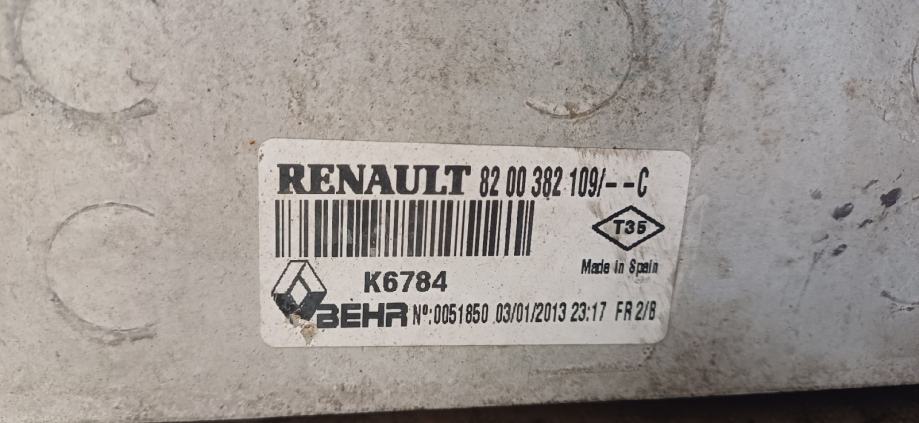 RENAULT 82 00 382 109/--C
T35
Made in Spain
K6784
BEHR Nº:0051850 03/01/2013 23:17 FR 2/B